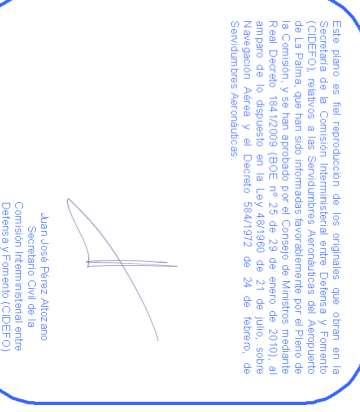 Este plano es fiel reproducción de los originales que obran en la
Secretaría de la Comisión Interministerial entre Defensa y Fomento
(CIDEFO), relativos a las Servidumbres Aeronáuticas del Aeropuerto
de La Palma, que han sido informadas favorablemente por el Pleno de
la Comisión, y se han aprobado por el Consejo de Ministros mediante
Real Decreto 1841/2009 (BOE nº 25 de 29 de enero de 2010), al
amparo de lo dispuesto en la Ley 48/1960 de 21 de julio, sobre
Navegación Aérea y el Decreto 584/1972 de 24 de febrero, de
Servidumbres Aeronáuticas.
Juan José Pérez Altozano
Secretario Civil de la
Comisión Interministerial entre
Defensa y Fomento (CIDEFO)